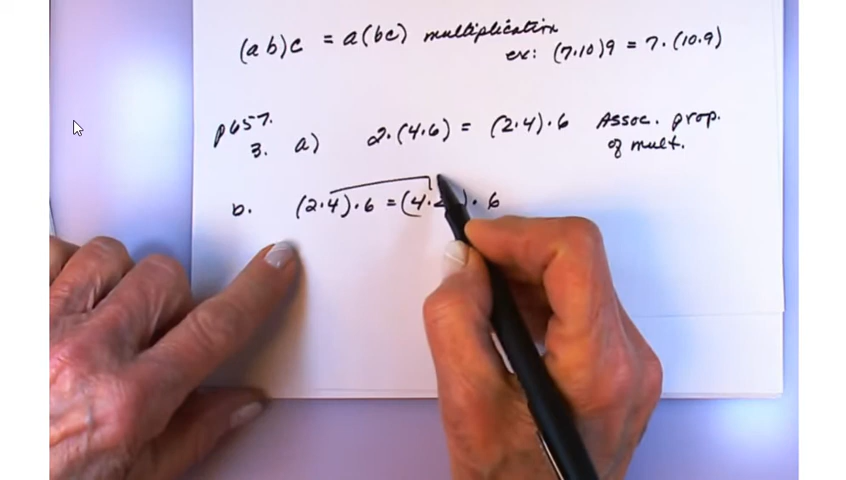 (ab)c = a(bc) multiplication
ex: (7·10)9 = 7·(10·9)
p657.
3. a) 2·(4·6) = (2·4)·6 Assoc. prop.
of mult.
b. (2·4)·6 = (4· )· 6